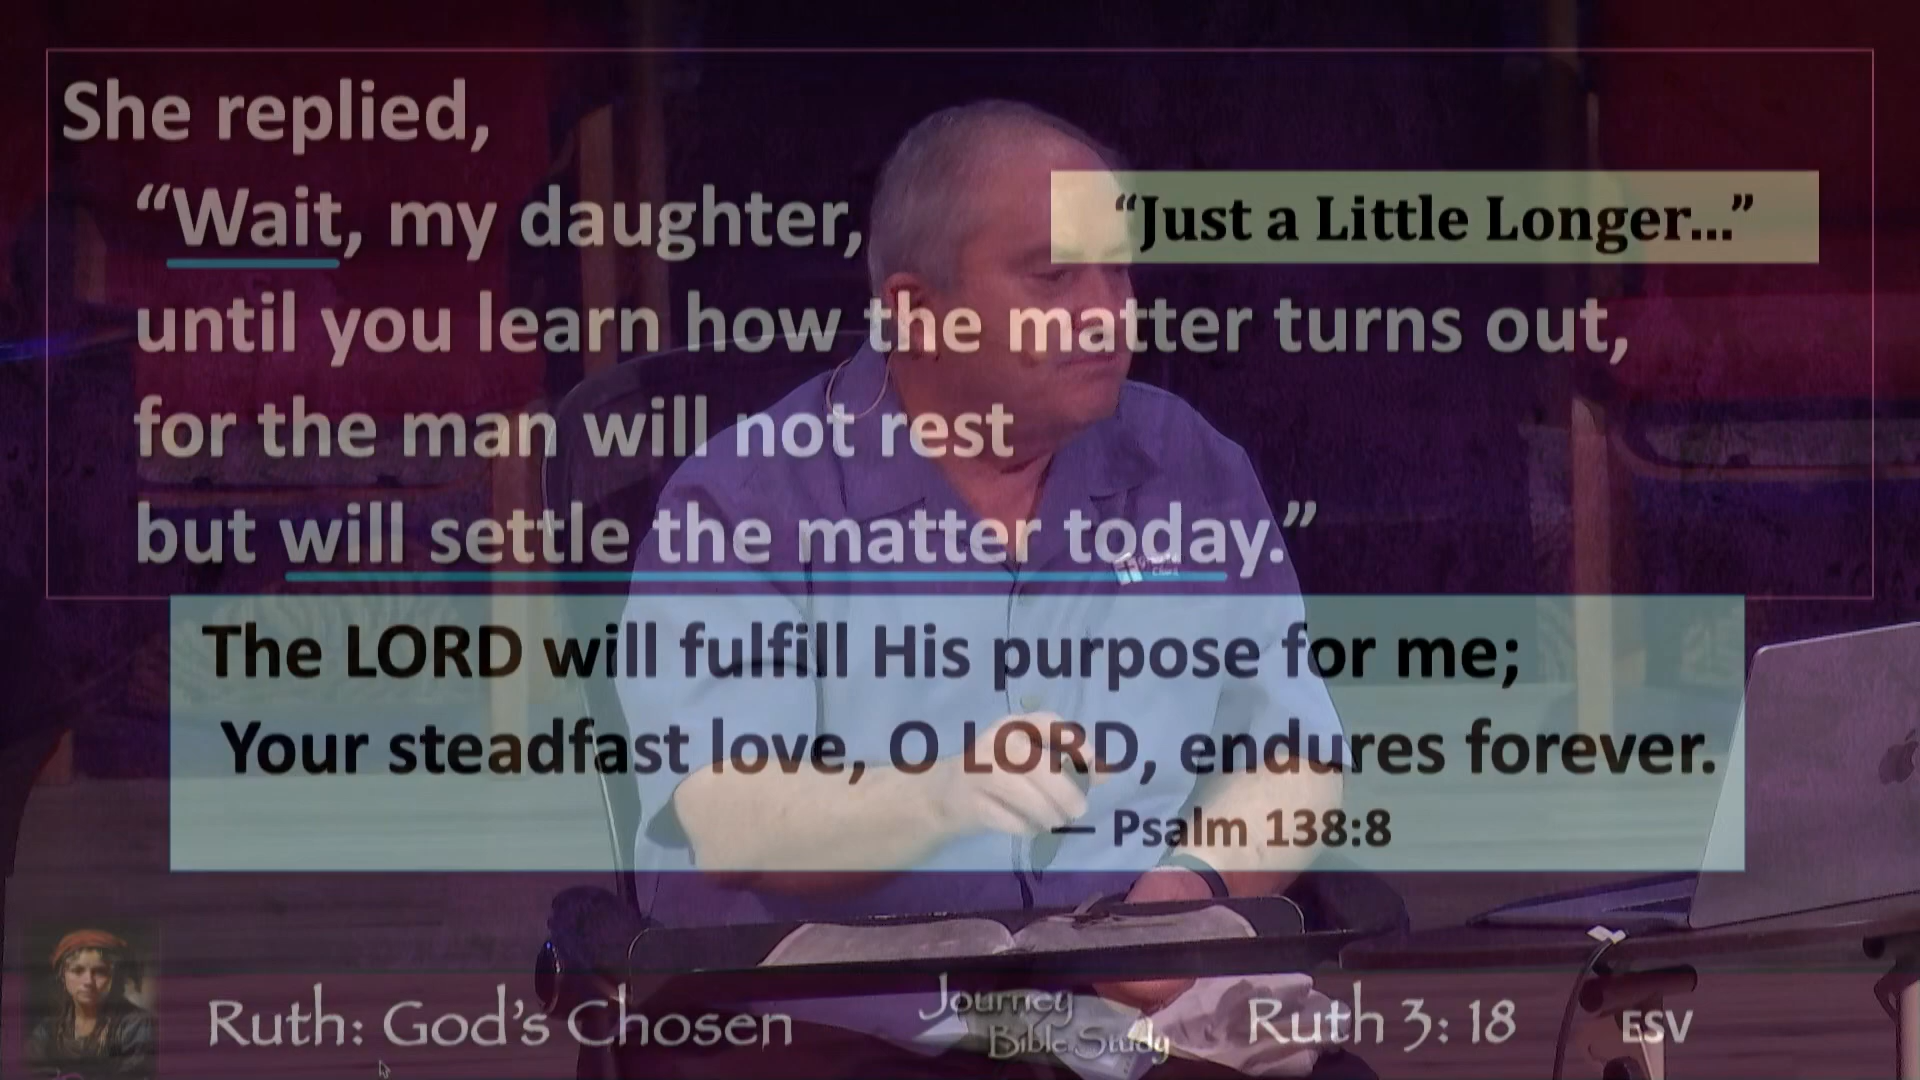 She replied,
“Wait, my daughter,
“Just a Little Longer...”
until you learn how the matter turns out,
for the man will not rest
but will settle the matter today.”
The LORD will fulfill His purpose for me;
Your steadfast love, O LORD, endures forever.
— Psalm 138:8
Ruth: God's Chosen
Journey
Bible Study
Ruth 3: 18
ESV